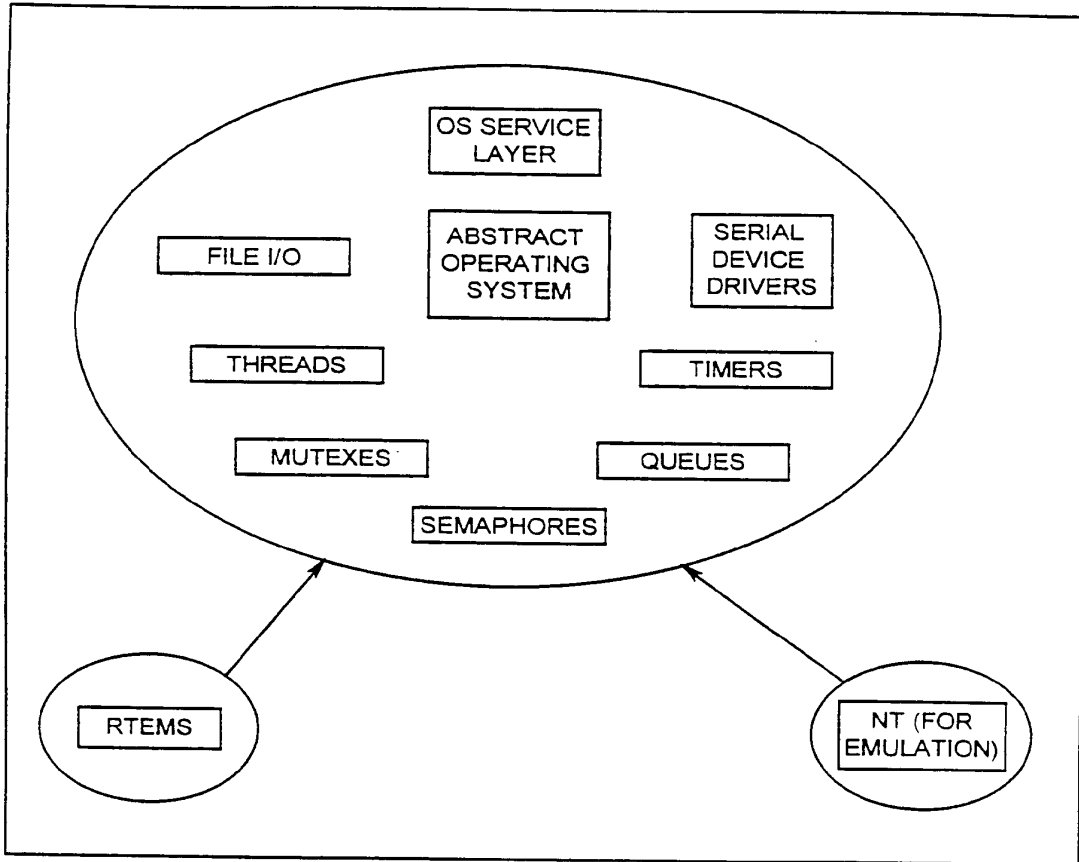 OS SERVICE
LAYER
FILE I/O
ABSTRACT
OPERATING
SYSTEM
SERIAL
DEVICE
DRIVERS
THREADS
TIMERS
MUTEXES
QUEUES
SEMAPHORES
RTEMS
NT (FOR
EMULATION)